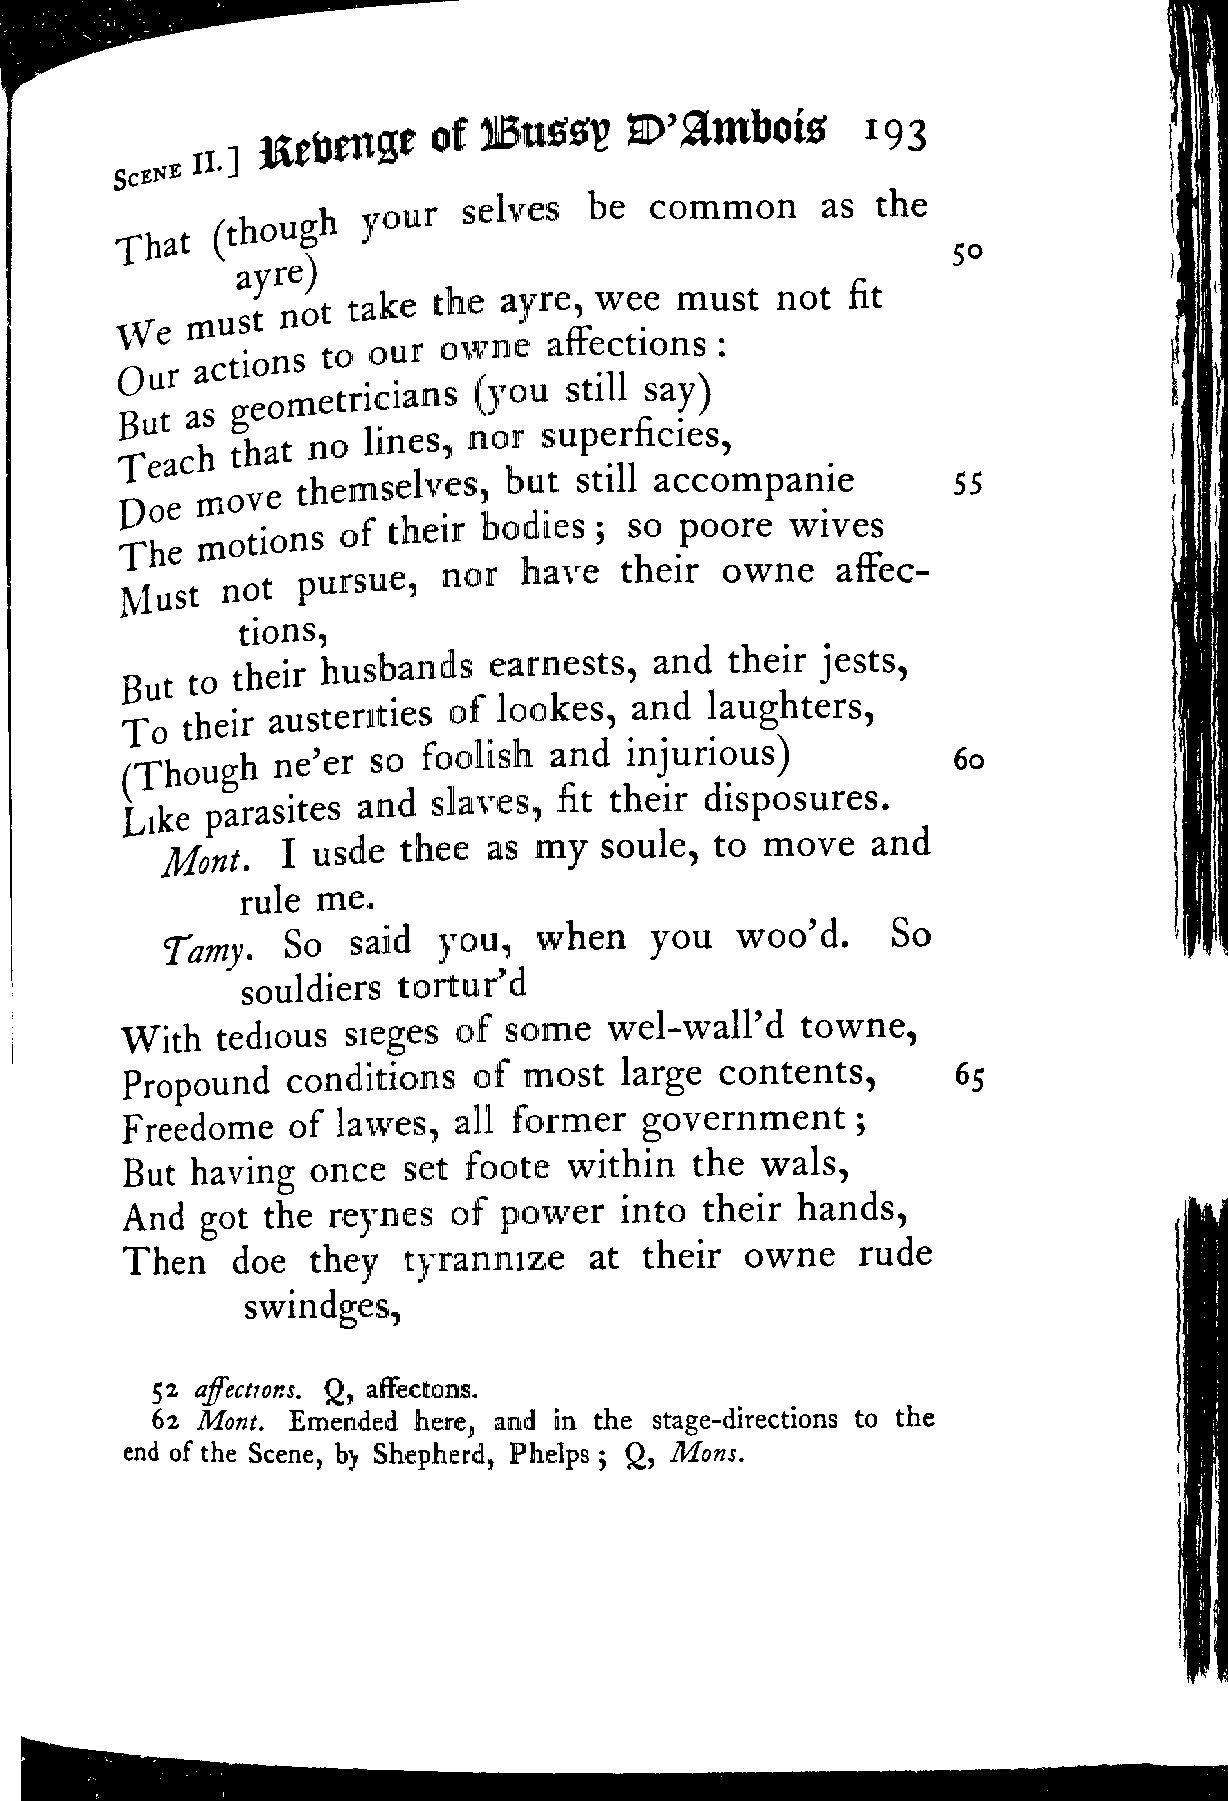 SCENE II.] Revenge of Bussy D'Ambois 193
That (though your selves be common as the
ayre) 50
We must not take the ayre, wee must not fit
Our actions to our owne affections :
But as geometricians (you still say)
Teach that no lines, nor superficies,
Doe move themselves, but still accompanie 55
The motions of their bodies ; so poore wives
Must not pursue, nor have their owne affec-
tions,
But to their husbands earnests, and their jests,
To their austerities of lookes, and laughters,
(Though ne'er so foolish and injurious) 60
Like parasites and slaves, fit their disposures.
Mont. I usde thee as my soule, to move and
rule me.
Tamy. So said you, when you woo'd. So
souldiers tortur'd
With tedious sieges of some wel-wall'd towne,
Propound conditions of most large contents, 65
Freedome of lawes, all former government ;
But having once set foote within the wals,
And got the reynes of power into their hands,
Then doe they tyrannize at their owne rude
swindges,
52 affections. Q, affectons.
62 Mont. Emended here, and in the stage-directions to the
end of the Scene, by Shepherd, Phelps ; Q, Mons.